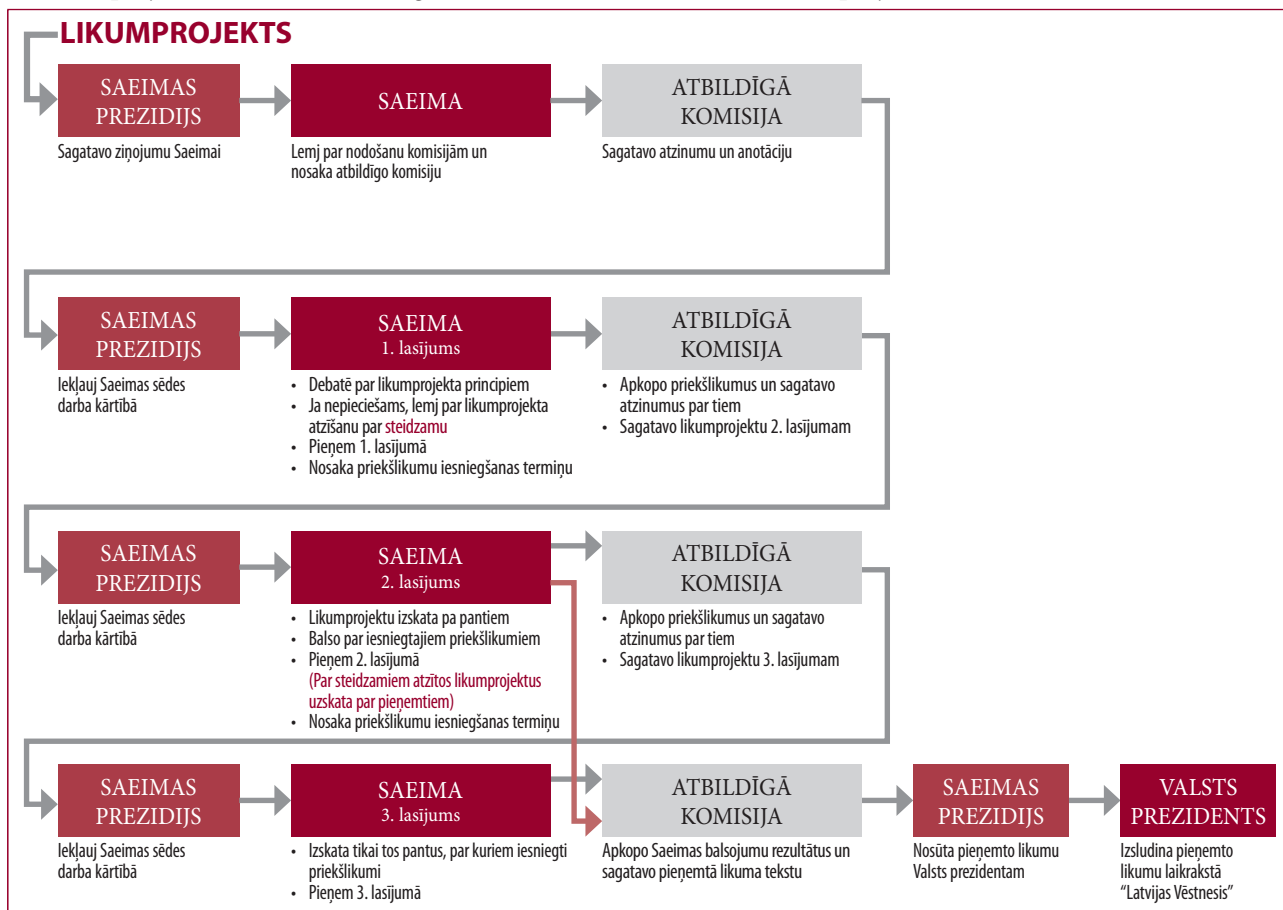 LIKUMPROJEKTS
SAEIMAS
PREZIDIJS
Sagatavo ziņojumu Saeimai
SAEIMA
Lemj par nodošanu komisijām un
nosaka atbildīgo komisiju
ATBILDĪGĀ
KOMISIJA
Sagatavo atzinumu un anotāciju
SAEIMAS
PREZIDIJS
Iekļauj Saeimas sēdes
darba kārtībā
SAEIMA
1. lasījums
• Debatē par likumprojekta principiem
• Ja nepieciešams, lemj par likumprojekta
atzīšanu par steidzamu
• Pieņem 1. lasījumā
• Nosaka priekšlikumu iesniegšanas termiņu
ATBILDĪGĀ
KOMISIJA
• Apkopo priekšlikumus un sagatavo
atzinumus par tiem
• Sagatavo likumprojektu 2. lasījumam
SAEIMAS
PREZIDIJS
Iekļauj Saeimas sēdes
darba kārtībā
SAEIMA
2. lasījums
• Likumprojektu izskata pa pantiem
• Balso par iesniegtajiem priekšlikumiem
• Pieņem 2. lasījumā
(Par steidzamiem atzītos likumprojektus
uzskata par pieņemtiem)
• Nosaka priekšlikumu iesniegšanas termiņu
ATBILDĪGĀ
KOMISIJA
• Apkopo priekšlikumus un sagatavo
atzinumus par tiem
• Sagatavo likumprojektu 3. lasījumam
SAEIMAS
PREZIDIJS
Iekļauj Saeimas sēdes
darba kārtībā
SAEIMA
3. lasījums
• Izskata tikai tos pantus, par kuriem iesniegti
priekšlikumi
• Pieņem 3. lasījumā
ATBILDĪGĀ
KOMISIJA
Apkopo Saeimas balsojumu rezultātus un
sagatavo pieņemtā likuma tekstu
SAEIMAS
PREZIDIJS
Nosūta pieņemto likumu
Valsts prezidentam
VALSTS
PREZIDENTS
Izsludina pieņemto
likumu laikrakstā
“Latvijas Vēstnesis”